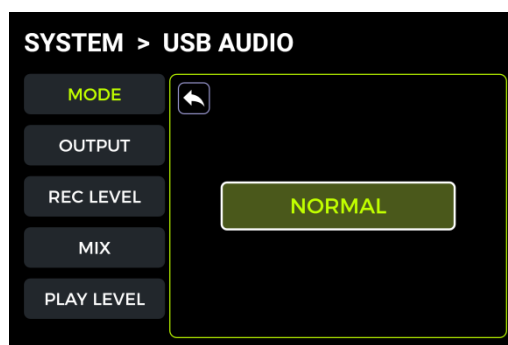 SYSTEM > USB AUDIO
MODE
OUTPUT
REC LEVEL
MIX
PLAY LEVEL
NORMAL